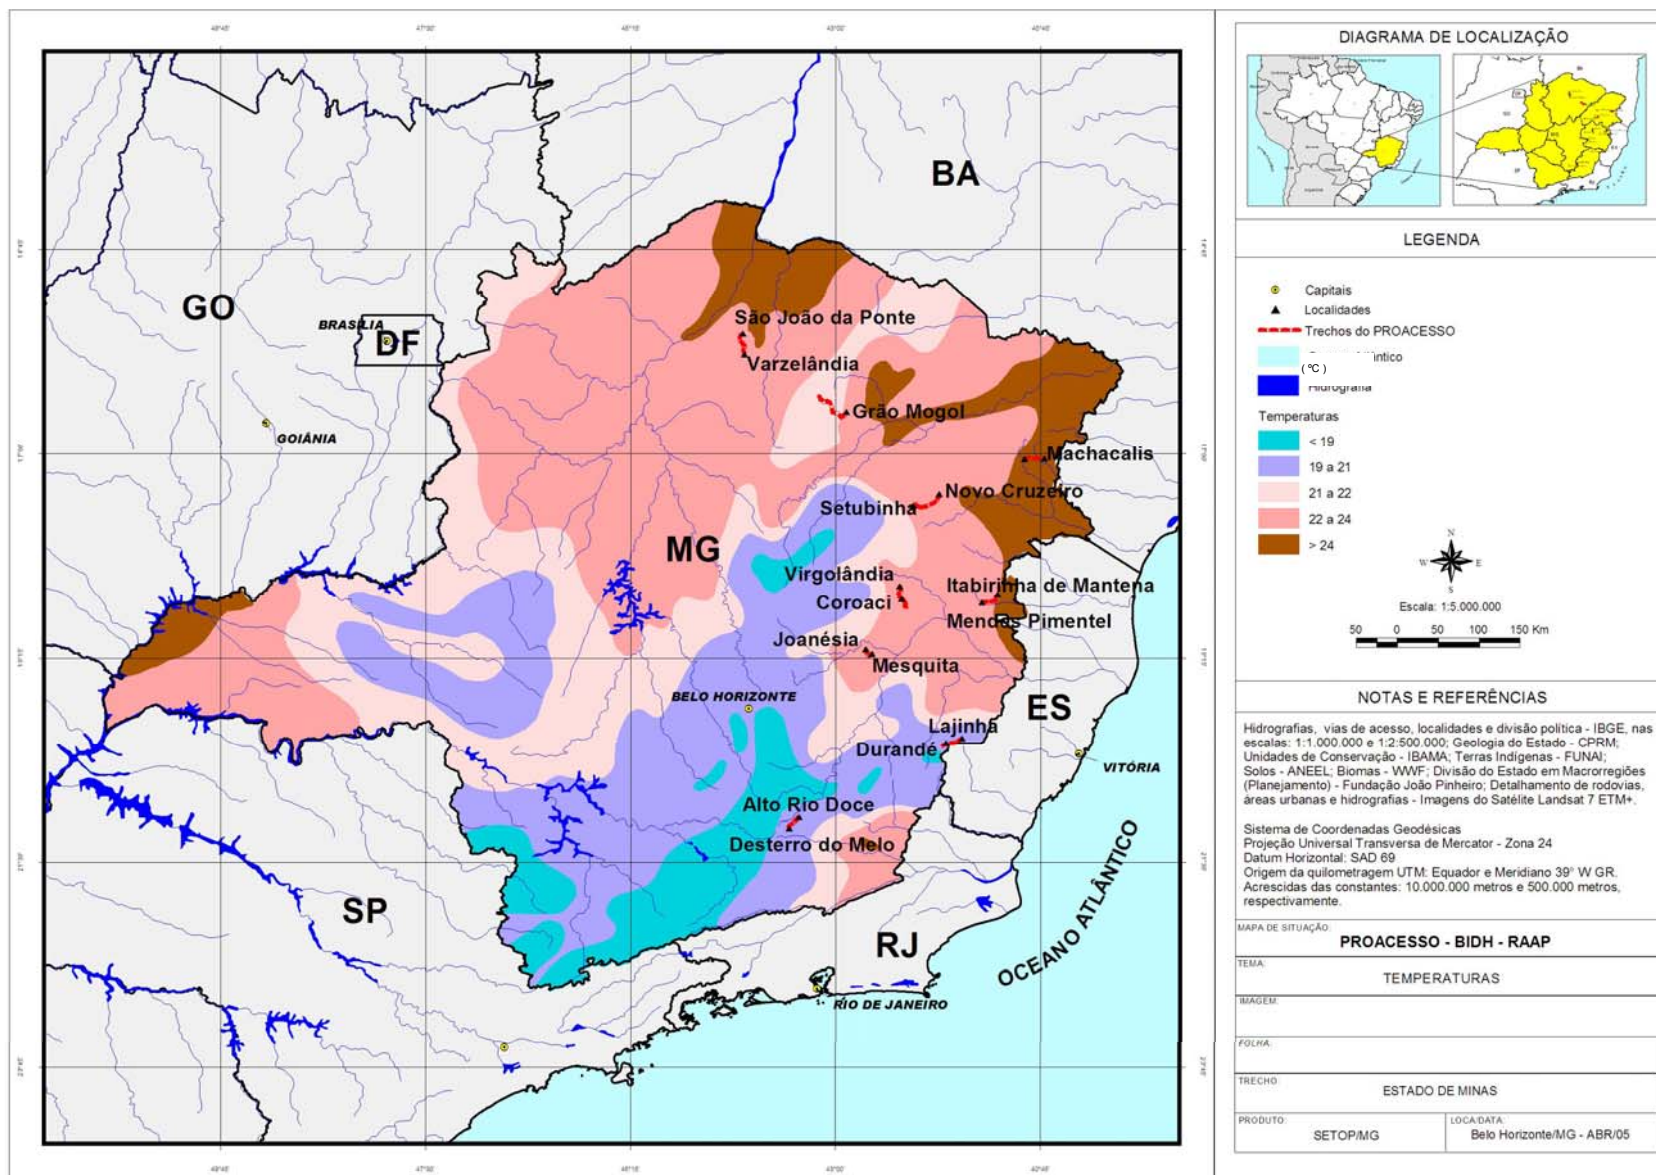 BA
GO
BRASÍLIA
DF
GOIÂNIA
São João da Ponte
Varzelândia
Grão Mogol
Machacalis
Novo Cruzeiro
Setubinha
MG
Virgolândia
Coroaci
Itabirinha de Mantena
Mendes Pimentel
Joanésia
Mesquita
BELO HORIZONTE
ES
Lajinha
Durandé
VITÓRIA
Alto Rio Doce
Desterro do Melo
SP
RJ
OCEANO ATLÂNTICO
RIO DE JANEIRO
DIAGRAMA DE LOCALIZAÇÃO
LEGENDA
Capitais
Localidades
Trechos do PROACESSO
(ºC)
Hidrografia
Temperaturas
< 19
19 a 21
21 a 22
22 a 24
> 24
N
W E
S
Escala: 1:5.000.000
50 0 50 100 150 Km
NOTAS E REFERÊNCIAS
Hidrografias, vias de acesso, localidades e divisão política - IBGE, nas
escalas: 1:1.000.000 e 1:2:500.000; Geologia do Estado - CPRM;
Unidades de Conservação - IBAMA; Terras Indígenas - FUNAI;
Solos - ANEEL; Biomas - WWF; Divisão do Estado em Macrorregiões
(Planejamento) - Fundação João Pinheiro; Detalhamento de rodovias,
áreas urbanas e hidrografias - Imagens do Satélite Landsat 7 ETM+.
Sistema de Coordenadas Geodésicas
Projeção Universal Transversa de Mercator - Zona 24
Datum Horizontal: SAD 69
Origem da quilometragem UTM: Equador e Meridiano 39° W GR.
Acrescidas das constantes: 10.000.000 metros e 500.000 metros,
respectivamente.
MAPA DE SITUAÇÃO:
PROACESSO - BIDH - RAAP
TEMA:
TEMPERATURAS
IMAGEM:
FOLHA:
TRECHO
ESTADO DE MINAS
PRODUTO:
SETOP/MG
LOCA/DATA:
Belo Horizonte/MG - ABR/05